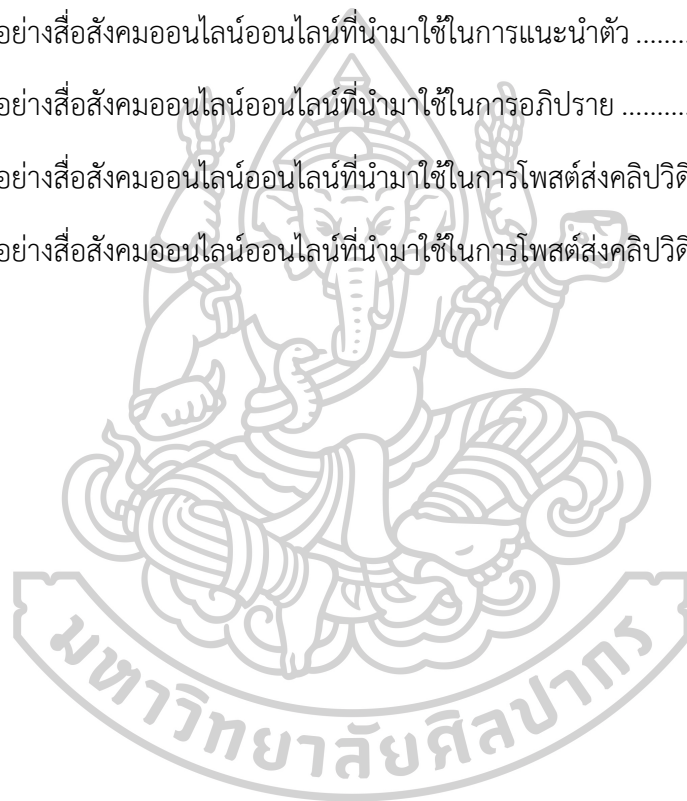 อย่างสื่อสังคมออนไลน์ออนไลน์ที่นำมาใช้ในการแนะนำตัว ........
อย่างสื่อสังคมออนไลน์ออนไลน์ที่นำมาใช้ในการอภิปราย ..........
อย่างสื่อสังคมออนไลน์ออนไลน์ที่นำมาใช้ในการโพสต์ส่งคลิปวิดี
อย่างสื่อสังคมออนไลน์ออนไลน์ที่นำมาใช้ในการโพสต์ส่งคลิปวิดี
มหาวิทยาลัยศิลปากร